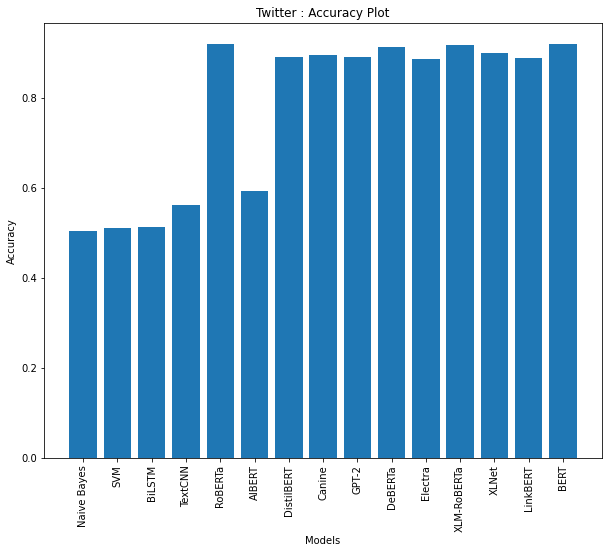 Twitter : Accuracy Plot
Accuracy
0.8
0.6
0.4
0.2
0.0
Naive Bayes
SVM
BiLSTM
TextCNN
RoBERTa
AlBERT
DistilBERT
Canine
GPT-2
DeBERTa
Electra
XLM-RoBERTa
XLNet
LinkBERT
BERT
Models